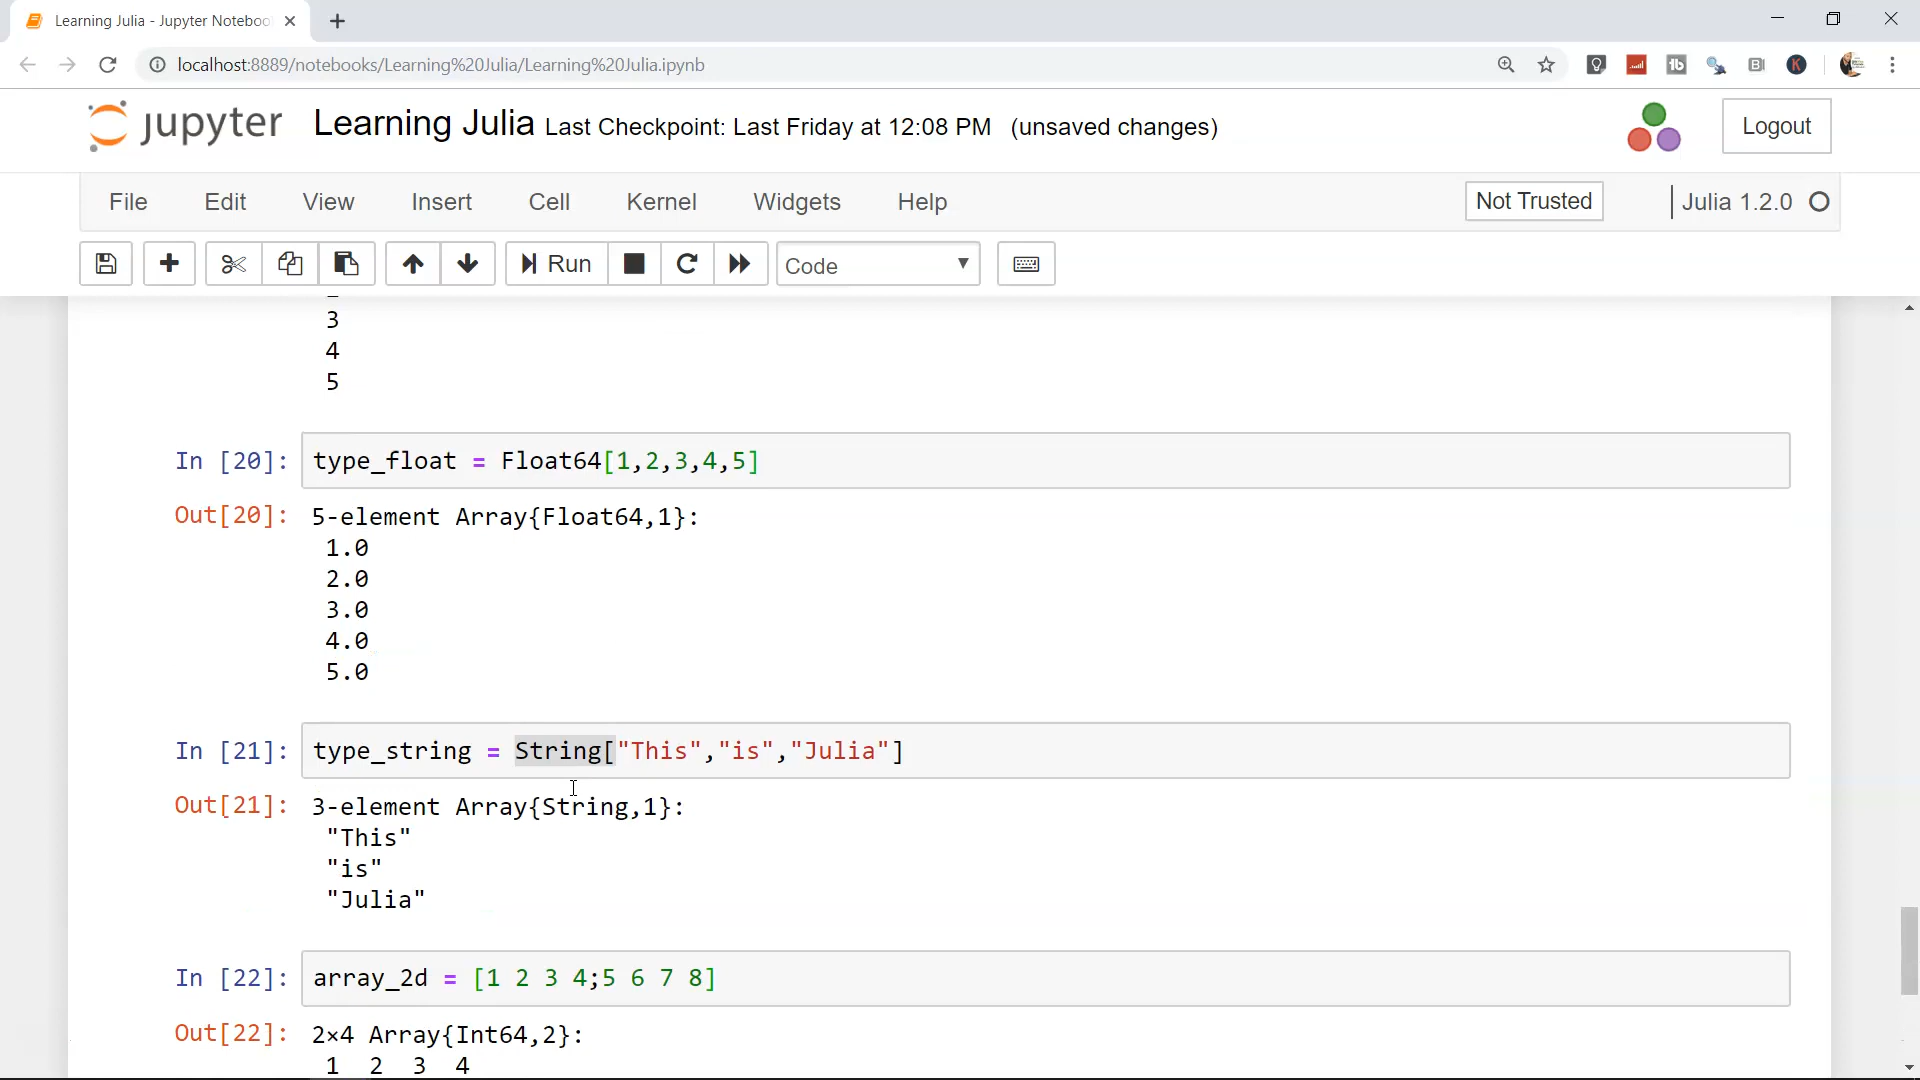 Learning Julia - Jupyter Noteboo
localhost:8889/notebooks/Learning%20Julia/Learning%20Julia.ipynb
jupyter Learning Julia Last Checkpoint: Last Friday at 12:08 PM (unsaved changes) Logout
File Edit View Insert Cell Kernel Widgets Help Not Trusted Julia 1.2.0
Run Code
3
4
5
In [20]: type_float = Float64[1,2,3,4,5]
Out[20]: 5-element Array{Float64,1}:
1.0
2.0
3.0
4.0
5.0
In [21]: type_string = String["This","is","Julia"]
Out[21]: 3-element Array{String,1}:
"This"
"is"
"Julia"
In [22]: array_2d = [1 2 3 4;5 6 7 8]
Out[22]: 2×4 Array{Int64,2}:
1 2 3 4